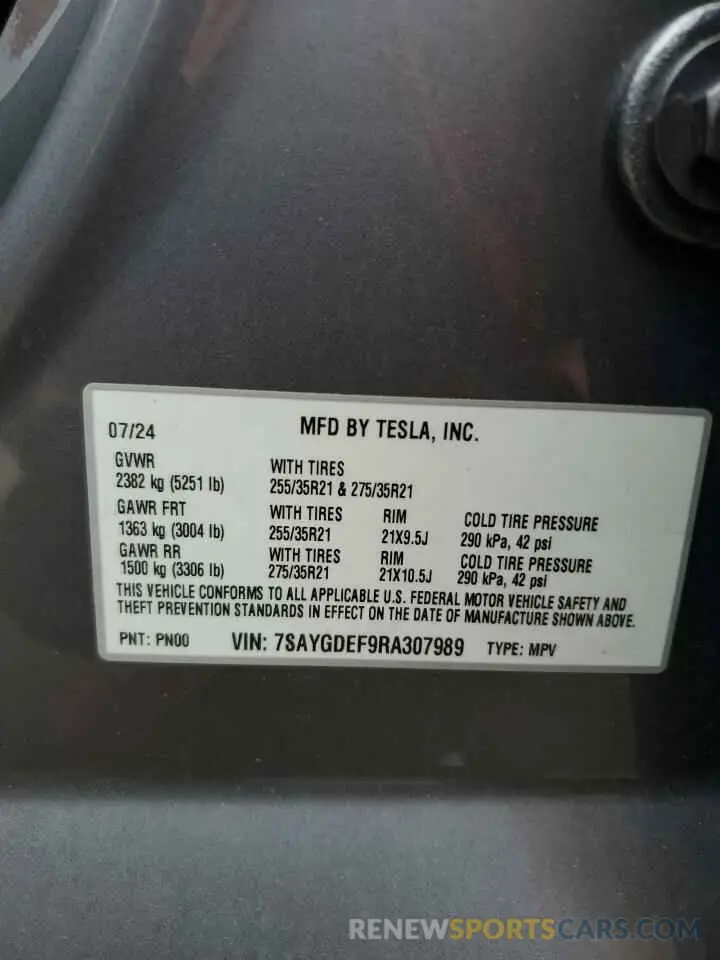 07/24 MFD BY TESLA, INC.
GVWR WITH TIRES
2382 kg (5251 lb) 255/35R21 & 275/35R21
GAWR FRT WITH TIRES RIM COLD TIRE PRESSURE
1363 kg (3004 lb) 255/35R21 21X9.5J 290 kPa, 42 psi
GAWR RR WITH TIRES RIM COLD TIRE PRESSURE
1500 kg (3306 lb) 275/35R21 21X10.5J 290 kPa, 42 psi
THIS VEHICLE CONFORMS TO ALL APPLICABLE U.S. FEDERAL MOTOR VEHICLE SAFETY AND
THEFT PREVENTION STANDARDS IN EFFECT ON THE DATE OF MANUFACTURE SHOWN ABOVE.
PNT: PN00 VIN: 7SAYGDEF9RA307989 TYPE: MPV
RENEWSPORTSCARS.COM